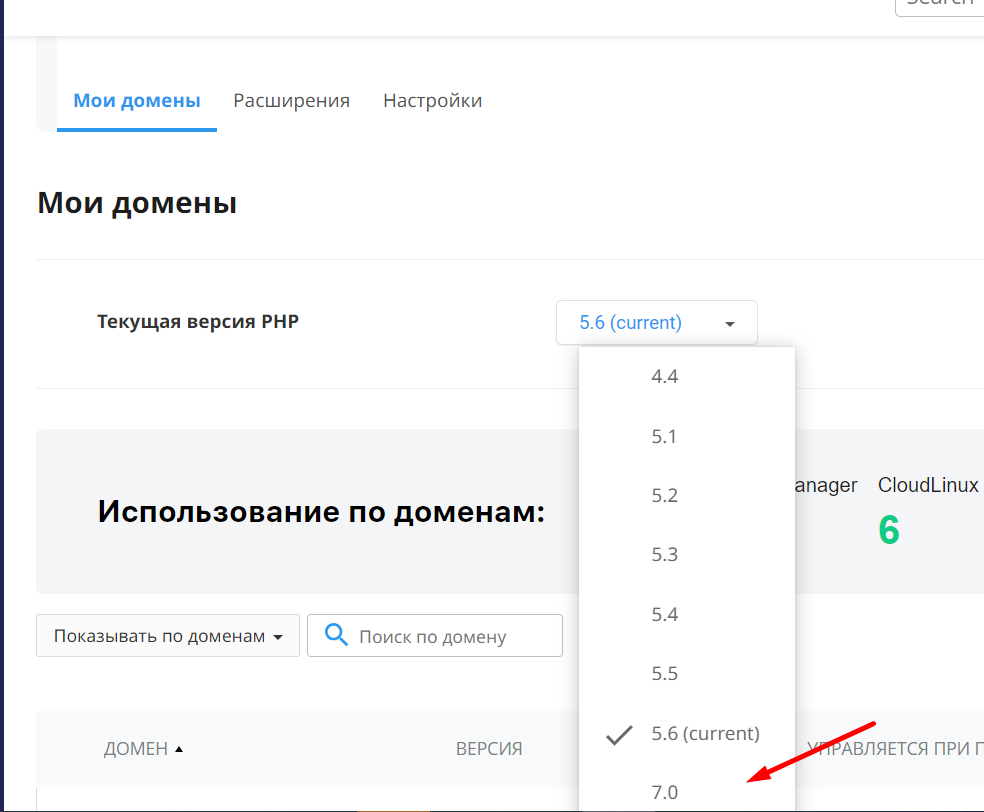 Мои домены Расширения Настройки
Мои домены
Текущая версия PHP 5.6 (current)
4.4
5.1
5.2
anager CloudLinux
Использование по доменам: 6
5.3
5.4
Показывать по доменам Поиск по домену
5.5
5.6 (current)
ДОМЕН ВЕРСИЯ УПРАВЛЯЕТСЯ ПРИ
7.0